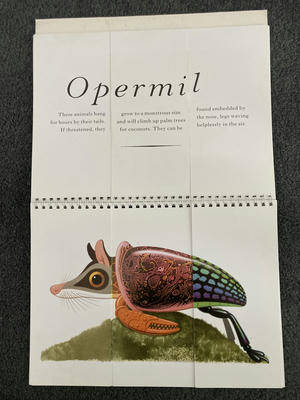 Opermil
These animals hang
for hours by their tails.
If threatened, they
grow to a monstrous size
and will climb up palm trees
for coconuts. They can be
found embedded by
the nose, legs waving
helplessly in the air.